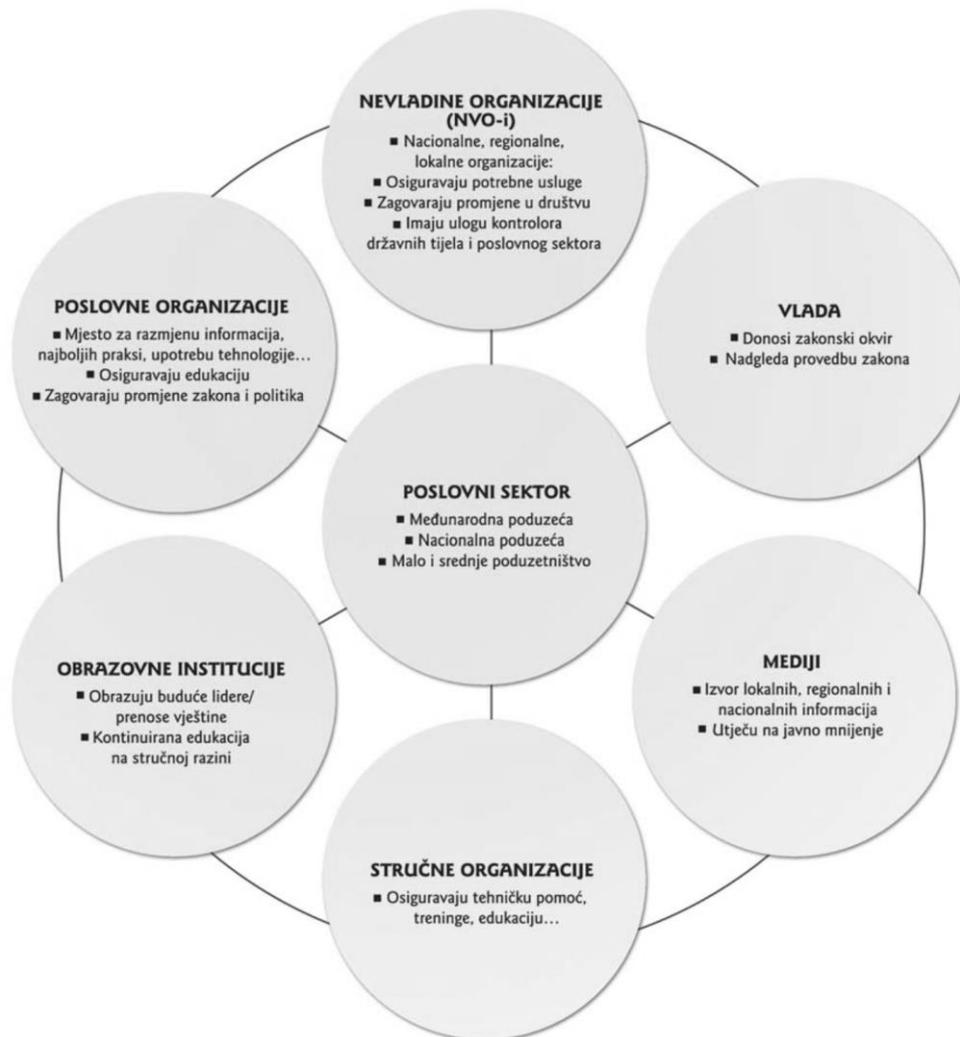 NEVLADINE ORGANIZACIJE
(NVO-i)
■ Nacionalne, regionalne,
lokalne organizacije:
■ Osiguravaju potrebne usluge
■ Zagovaraju promjene u društvu
■ Imaju ulogu kontrolora
državnih tijela i poslovnog sektora
POSLOVNE ORGANIZACIJE
■ Mjesto za razmjenu informacija,
najboljih praksi, upotrebu tehnologije...
■ Osiguravaju edukaciju
■ Zagovaraju promjene zakona i politika
VLADA
■ Donosi zakonski okvir
■ Nadgleda provedbu zakona
POSLOVNI SEKTOR
■ Međunarodna poduzeća
■ Nacionalna poduzeća
■ Malo i srednje poduzetništvo
OBRAZOVNE INSTITUCIJE
■ Obrazuju buduće lidere/
prenose vještine
■ Kontinuirana edukacija
na stručnoj razini
MEDIJI
■ Izvor lokalnih, regionalnih i
nacionalnih informacija
■ Utječu na javno mnijenje
STRUČNE ORGANIZACIJE
■ Osiguravaju tehničku pomoć,
treninge, edukaciju...